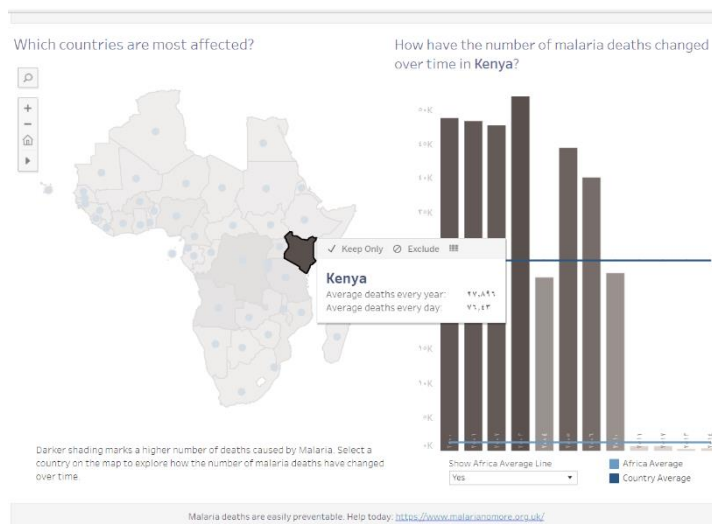 Which countries are most affected?
How have the number of malaria deaths changed
over time in Kenya?
Keep Only Exclude
Kenya
Average deaths every year: ٢٧,٨٩٦
Average deaths every day: ٧٦,٤٣
Darker shading marks a higher number of deaths caused by Malaria. Select a
country on the map to explore how the number of malaria deaths have changed
over time.
Show Africa Average Line
Yes
Africa Average
Country Average
Malaria deaths are easily preventable. Help today: https://www.malarianomore.org.uk/